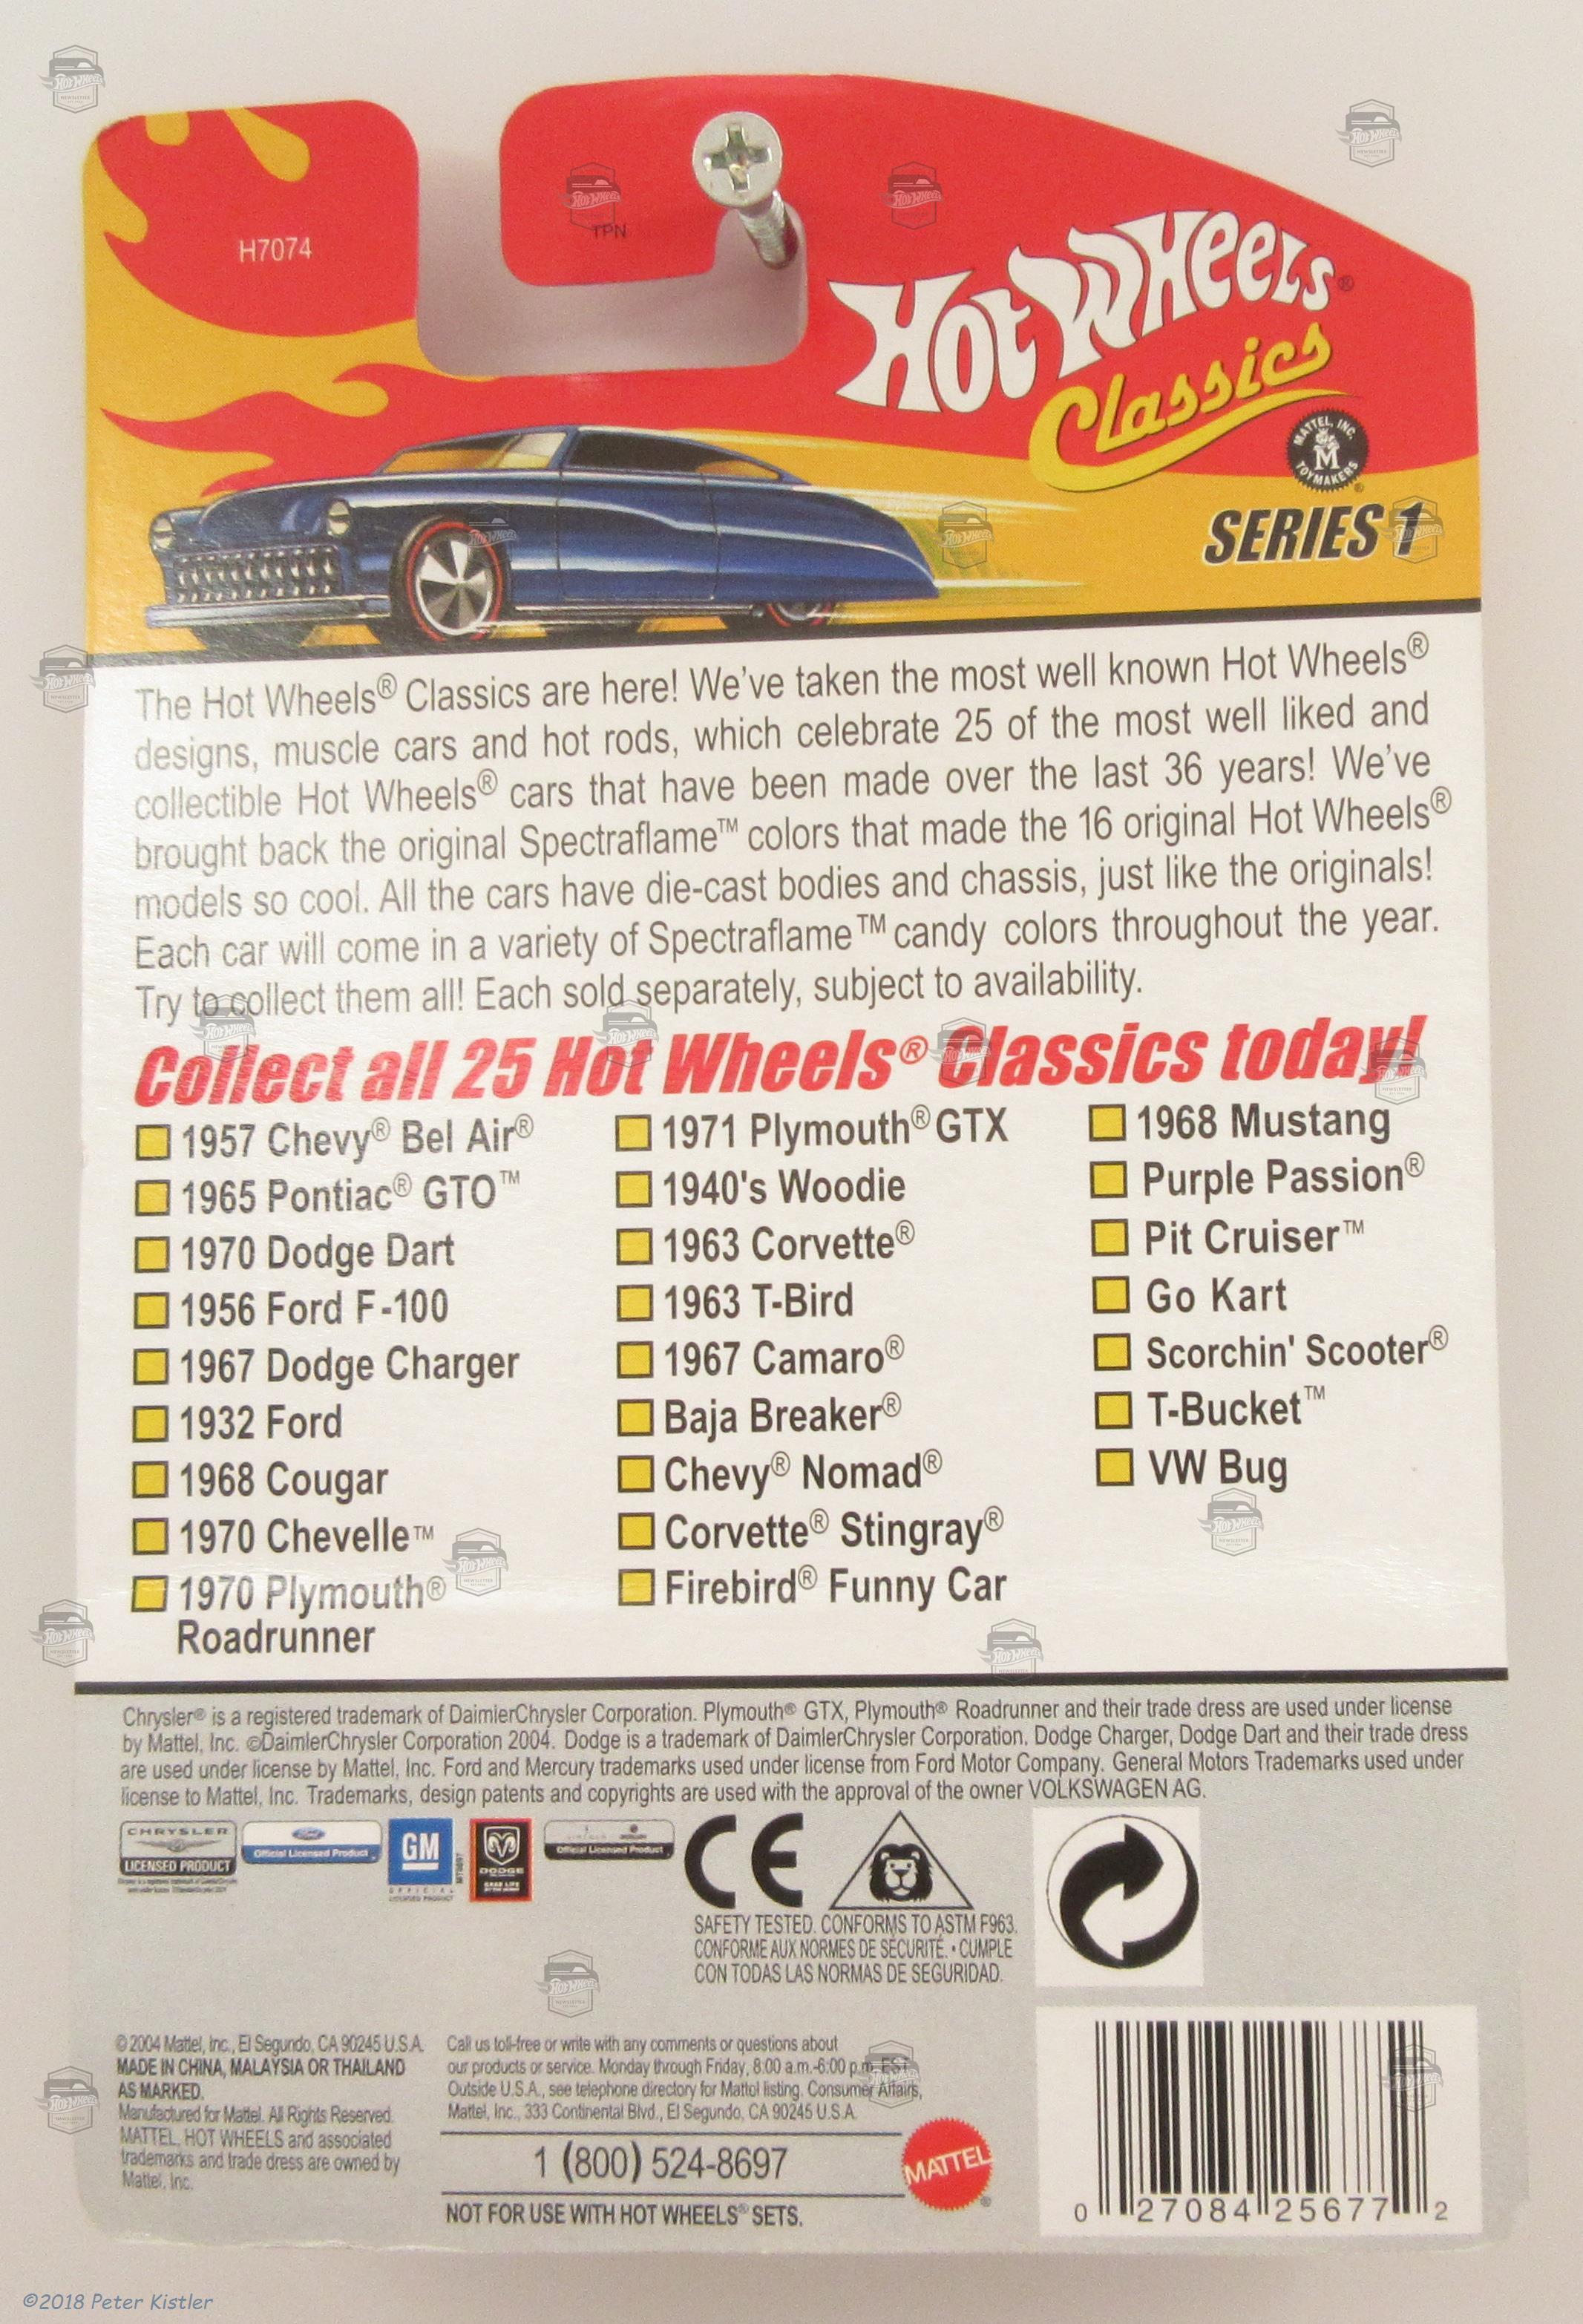 H7074
TPN
Hot Wheels®
Classics
MATTEL, INC.
M
TOYMAKERS
®
SERIES 1
The Hot Wheels® Classics are here! We've taken the most well known Hot Wheels®
designs, muscle cars and hot rods, which celebrate 25 of the most well liked and
collectible Hot Wheels® cars that have been made over the last 36 years! We've
brought back the original Spectraflame™ colors that made the 16 original Hot Wheels®
models so cool. All the cars have die-cast bodies and chassis, just like the originals!
Each car will come in a variety of Spectraflame™ candy colors throughout the year.
Try to collect them all! Each sold separately, subject to availability.
Collect all 25 Hot Wheels® Classics today!
1957 Chevy® Bel Air®
1965 Pontiac® GTO™
1970 Dodge Dart
1956 Ford F-100
1967 Dodge Charger
1932 Ford
1968 Cougar
1970 Chevelle™
1970 Plymouth®
Roadrunner
1971 Plymouth® GTX
1940's Woodie
1963 Corvette®
1963 T-Bird
1967 Camaro®
Baja Breaker®
Chevy® Nomad®
Corvette® Stingray®
Firebird® Funny Car
1968 Mustang
Purple Passion®
Pit Cruiser™
Go Kart
Scorchin' Scooter®
T-Bucket™
VW Bug
Chrysler® is a registered trademark of DaimlerChrysler Corporation. Plymouth® GTX, Plymouth® Roadrunner and their trade dress are used under license
by Mattel, Inc. ©DaimlerChrysler Corporation 2004. Dodge is a trademark of DaimlerChrysler Corporation. Dodge Charger, Dodge Dart and their trade dress
are used under license by Mattel, Inc. Ford and Mercury trademarks used under license from Ford Motor Company. General Motors Trademarks used under
license to Mattel, Inc. Trademarks, design patents and copyrights are used with the approval of the owner VOLKSWAGEN AG.
CHRYSLER
LICENSED PRODUCT
Ford
Official Licensed Product
GM
OFFICIAL
LICENSED PRODUCT
DODGE
GRAB LIFE
BY THE HORNS
Official Licensed Product
CE
SAFETY TESTED. CONFORMS TO ASTM F963.
CONFORME AUX NORMES DE SÉCURITÉ. • CUMPLE
CON TODAS LAS NORMAS DE SEGURIDAD.
© 2004 Mattel, Inc., El Segundo, CA 90245 U.S.A.
MADE IN CHINA, MALAYSIA OR THAILAND
AS MARKED.
Manufactured for Mattel. All Rights Reserved.
MATTEL, HOT WHEELS and associated
trademarks and trade dress are owned by
Mattel, Inc.
Call us toll-free or write with any comments or questions about
our products or service. Monday through Friday, 8:00 a.m.-6:00 p.m. EST.
Outside U.S.A., see telephone directory for Mattel listing. Consumer Affairs,
Mattel, Inc., 333 Continental Blvd., El Segundo, CA 90245 U.S.A.
1 (800) 524-8697
NOT FOR USE WITH HOT WHEELS® SETS.
MATTEL®
0 27084 25677 2
©2018 Peter Kistler